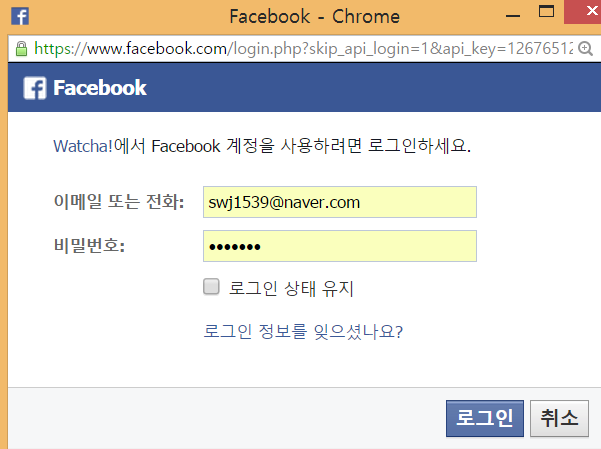 Facebook - Chrome
https://www.facebook.com/login.php?skip_api_login=1&api_key=12676512
Facebook
Watcha!에서 Facebook 계정을 사용하려면 로그인하세요.
이메일 또는 전화: swj1539@naver.com
비밀번호: •••••••
로그인 상태 유지
로그인 정보를 잊으셨나요?
로그인 취소